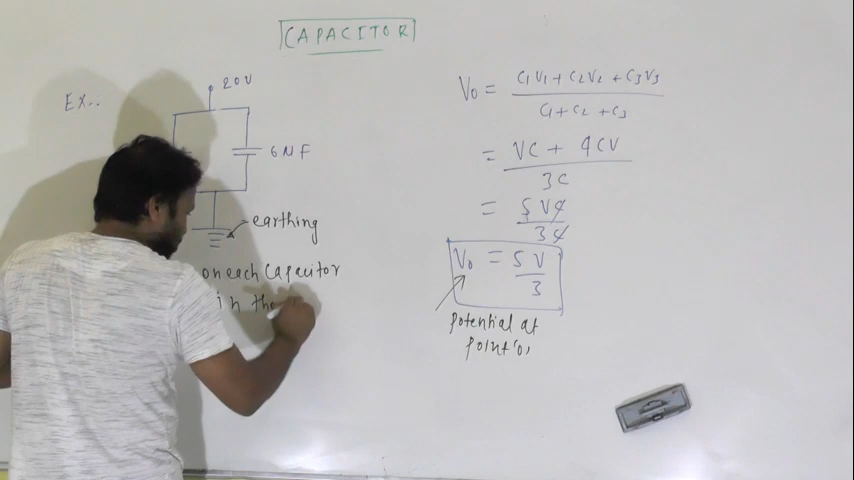 CAPACITOR
EX..
20V
6MF
earthing
on each Capacitor
in the
V0 = C1V1 + C2V2 + C3V3
C1 + C2 + C3
= VC + 4CV
3C
= 5VC
3C
V0 = 5V
3
potential at
point 'o'